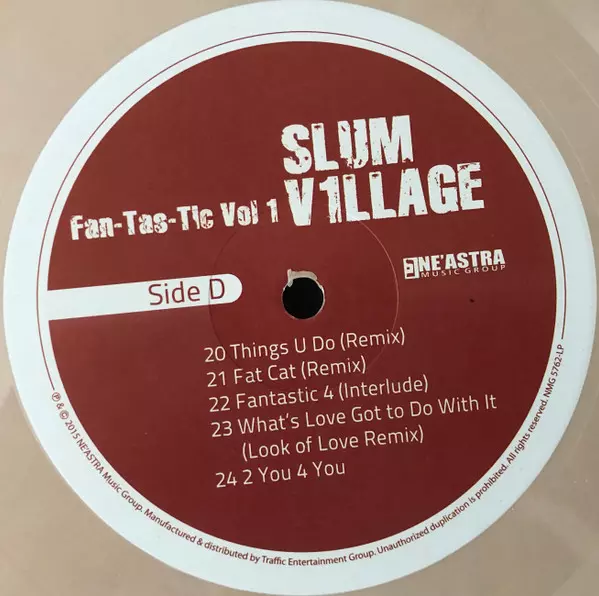 SLUM
V1LLAGE
Fan-Tas-Tic Vol 1
NE'ASTRA
MUSIC GROUP
Side D
20 Things U Do (Remix)
21 Fat Cat (Remix)
22 Fantastic 4 (Interlude)
23 What's Love Got to Do With It
(Look of Love Remix)
24 2 You 4 You
℗ & © 2015 NE'ASTRA Music Group. Manufactured & distributed by Traffic Entertainment Group. Unauthorized duplication is prohibited. All rights reserved. NMG 5762-LP